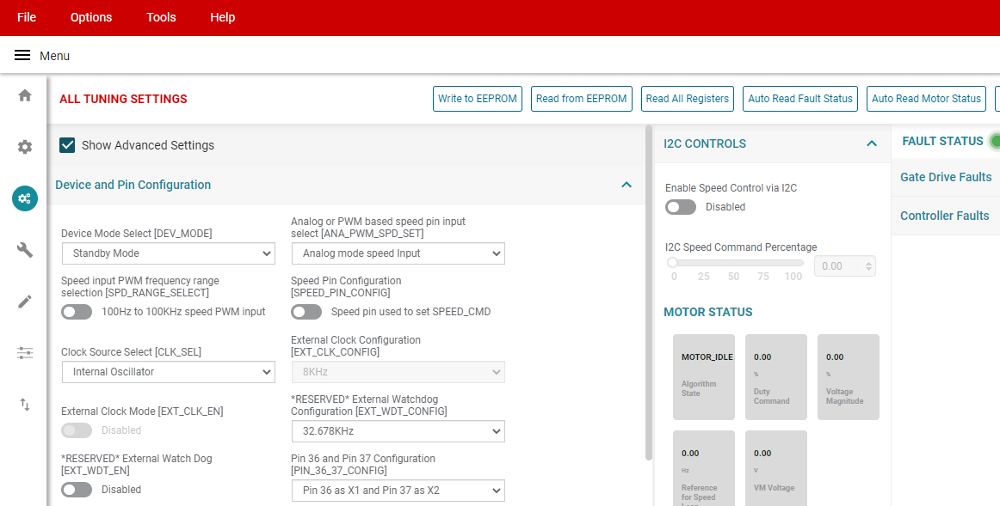 File Options Tools Help
Menu
ALL TUNING SETTINGS
Write to EEPROM Read from EEPROM Read All Registers Auto Read Fault Status Auto Read Motor Status
Show Advanced Settings
Device and Pin Configuration
Device Mode Select [DEV_MODE]
Standby Mode
Analog or PWM based speed pin input
select [ANA_PWM_SPD_SET]
Analog mode speed Input
Speed input PWM frequency range
selection [SPD_RANGE_SELECT]
100Hz to 100KHz speed PWM input
Speed Pin Configuration
[SPEED_PIN_CONFIG]
Speed pin used to set SPEED_CMD
Clock Source Select [CLK_SEL]
Internal Oscillator
External Clock Configuration
[EXT_CLK_CONFIG]
8KHz
External Clock Mode [EXT_CLK_EN]
Disabled
*RESERVED* External Watchdog
Configuration [EXT_WDT_CONFIG]
32.678KHz
*RESERVED* External Watch Dog
[EXT_WDT_EN]
Disabled
Pin 36 and Pin 37 Configuration
[PIN_36_37_CONFIG]
Pin 36 as X1 and Pin 37 as X2
I2C CONTROLS
Enable Speed Control via I2C
Disabled
I2C Speed Command Percentage
0 25 50 75 100
0.00
MOTOR STATUS
MOTOR_IDLE
Algorithm
State
0.00
%
Duty
Command
0.00
%
Voltage
Magnitude
0.00
Hz
Reference
for Speed
Loop
0.00
V
VM Voltage
FAULT STATUS
Gate Drive Faults
Controller Faults